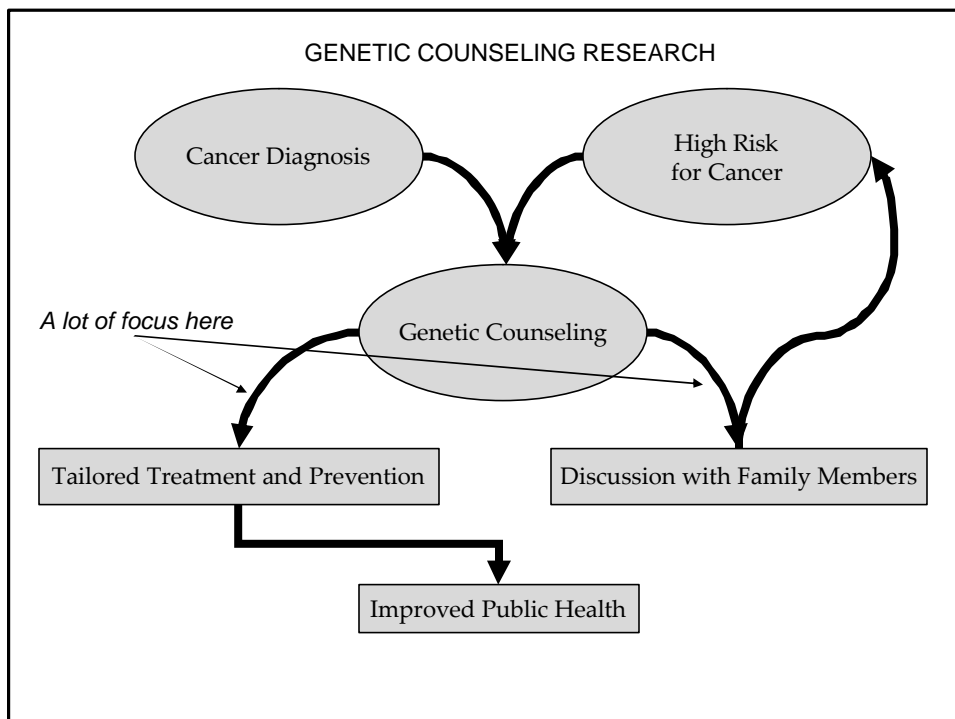 GENETIC COUNSELING RESEARCH
Cancer Diagnosis
High Risk
for Cancer
A lot of focus here
Genetic Counseling
Tailored Treatment and Prevention
Discussion with Family Members
Improved Public Health